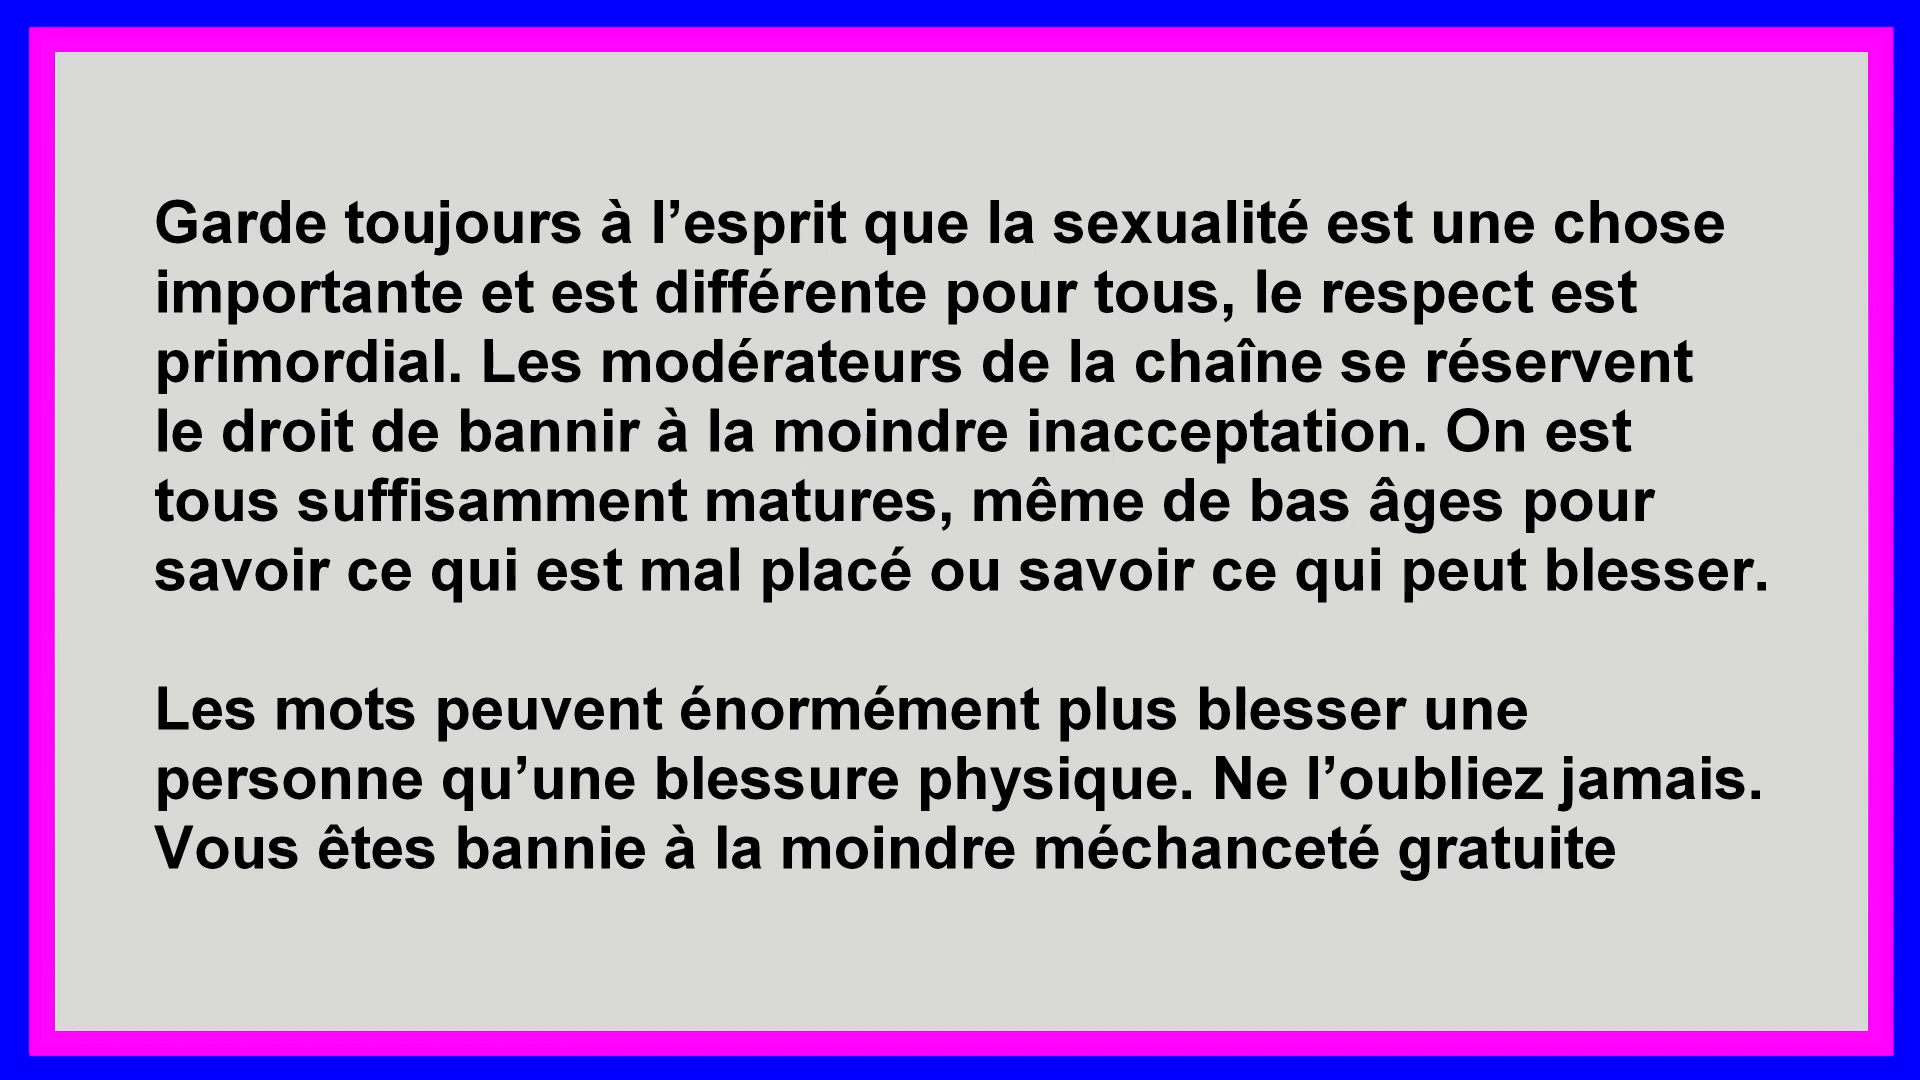 Garde toujours à l’esprit que la sexualité est une chose
importante et est différente pour tous, le respect est
primordial. Les modérateurs de la chaîne se réservent
le droit de bannir à la moindre inacceptation. On est
tous suffisamment matures, même de bas âges pour
savoir ce qui est mal placé ou savoir ce qui peut blesser.
Les mots peuvent énormément plus blesser une
personne qu’une blessure physique. Ne l’oubliez jamais.
Vous êtes bannie à la moindre méchanceté gratuite